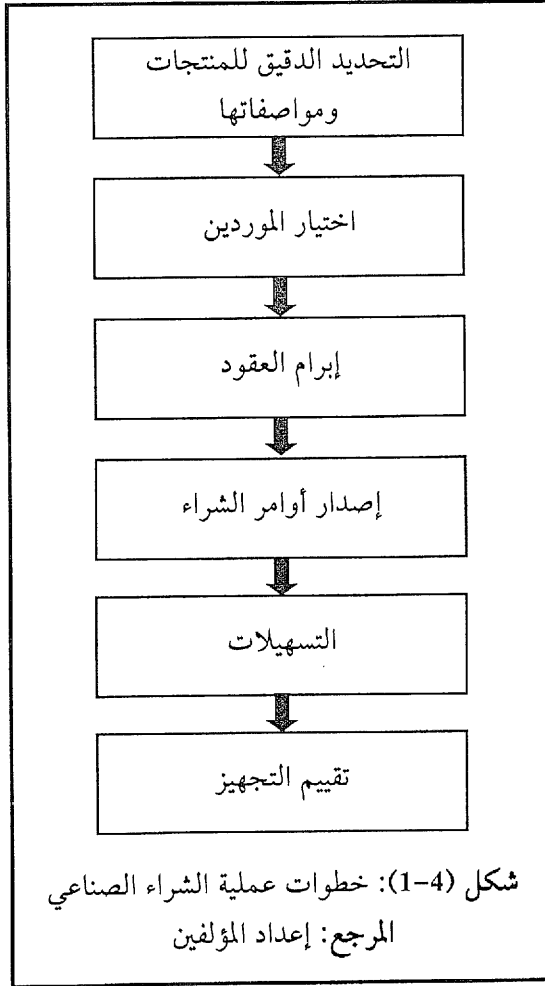 التحديد الدقيق للمنتجات
ومواصفاتها
اختيار الموردين
إبرام العقود
إصدار أوامر الشراء
التسهيلات
تقييم التجهيز
شكل (4-1): خطوات عملية الشراء الصناعي
المرجع: إعداد المؤلفين